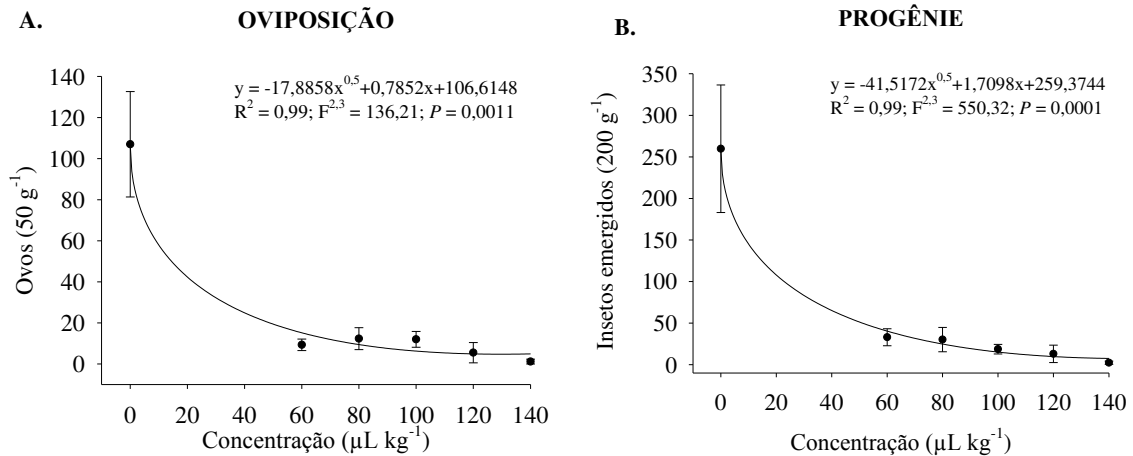 A.
OVIPOSIÇÃO
y = -17,8858x^0,5+0,7852x+106,6148
R² = 0,99; F^2,3 = 136,21; P = 0,0011
Ovos (50 g⁻¹)
140
120
100
80
60
40
20
0
0 20 40 60 80 100 120 140
Concentração (µL kg⁻¹)
B.
PROGÊNIE
y = -41,5172x^0,5+1,7098x+259,3744
R² = 0,99; F^2,3 = 550,32; P = 0,0001
Insetos emergidos (200 g⁻¹)
350
300
250
200
150
100
50
0
0 20 40 60 80 100 120 140
Concentração (µL kg⁻¹)